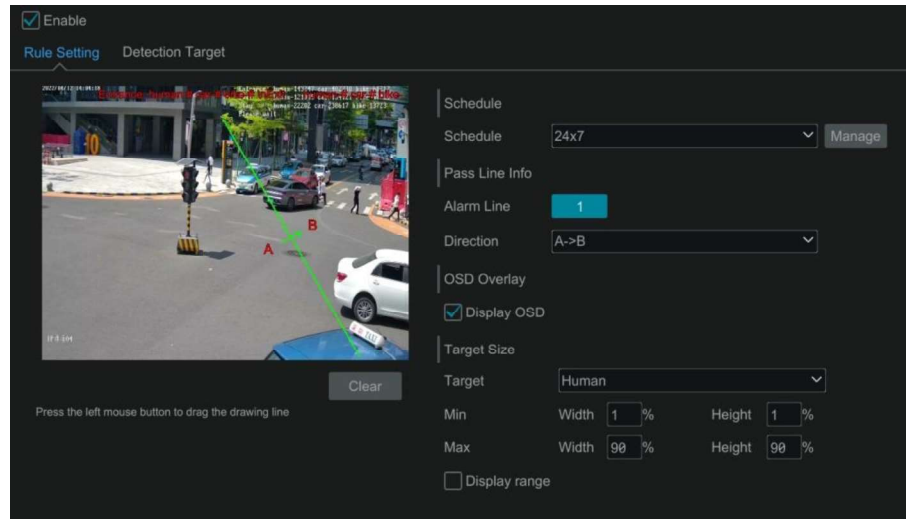 Enable
Rule Setting Detection Target
Schedule
Schedule 24x7 Manage
Pass Line Info
Alarm Line 1
Direction A->B
OSD Overlay
Display OSD
Target Size
Target Human
Min Width 1 % Height 1 %
Max Width 90 % Height 90 %
Display range
10
B
A
TAXI
Clear
Press the left mouse button to drag the drawing line